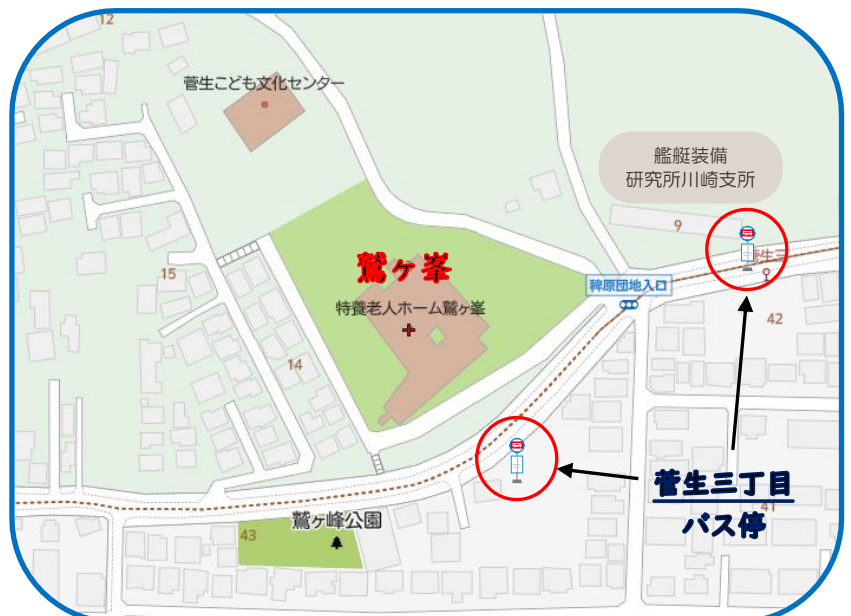 12
菅生こども文化センター
艦艇装備
研究所川崎支所
9
鷲ヶ峯
15
特養老人ホーム鷲ヶ峯
稗原団地入口
42
14
菅生三丁目
バス停
41
鷲ヶ峰公園
43